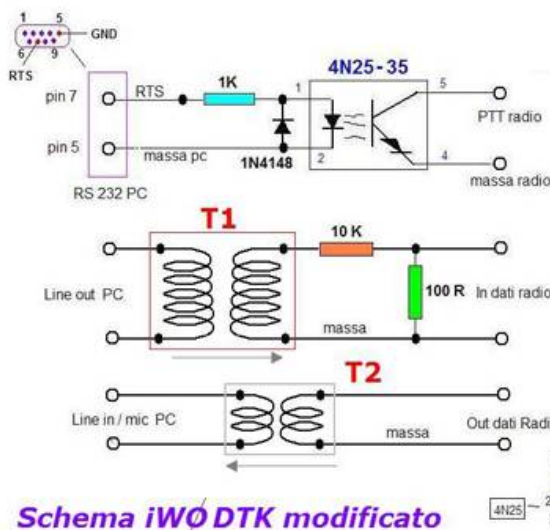 1 5
GND
6 9
RTS
4N25-35
pin 7 RTS 1K 1 5
PTT radio
pin 5 massa pc 1N4148 2 4
massa radio
RS 232 PC
T1
10 K
Line out PC 100 R In dati radio
massa
T2
Line in / mic PC Out dati Radi
massa
Schema iWØ DTK modificato
4N25 2